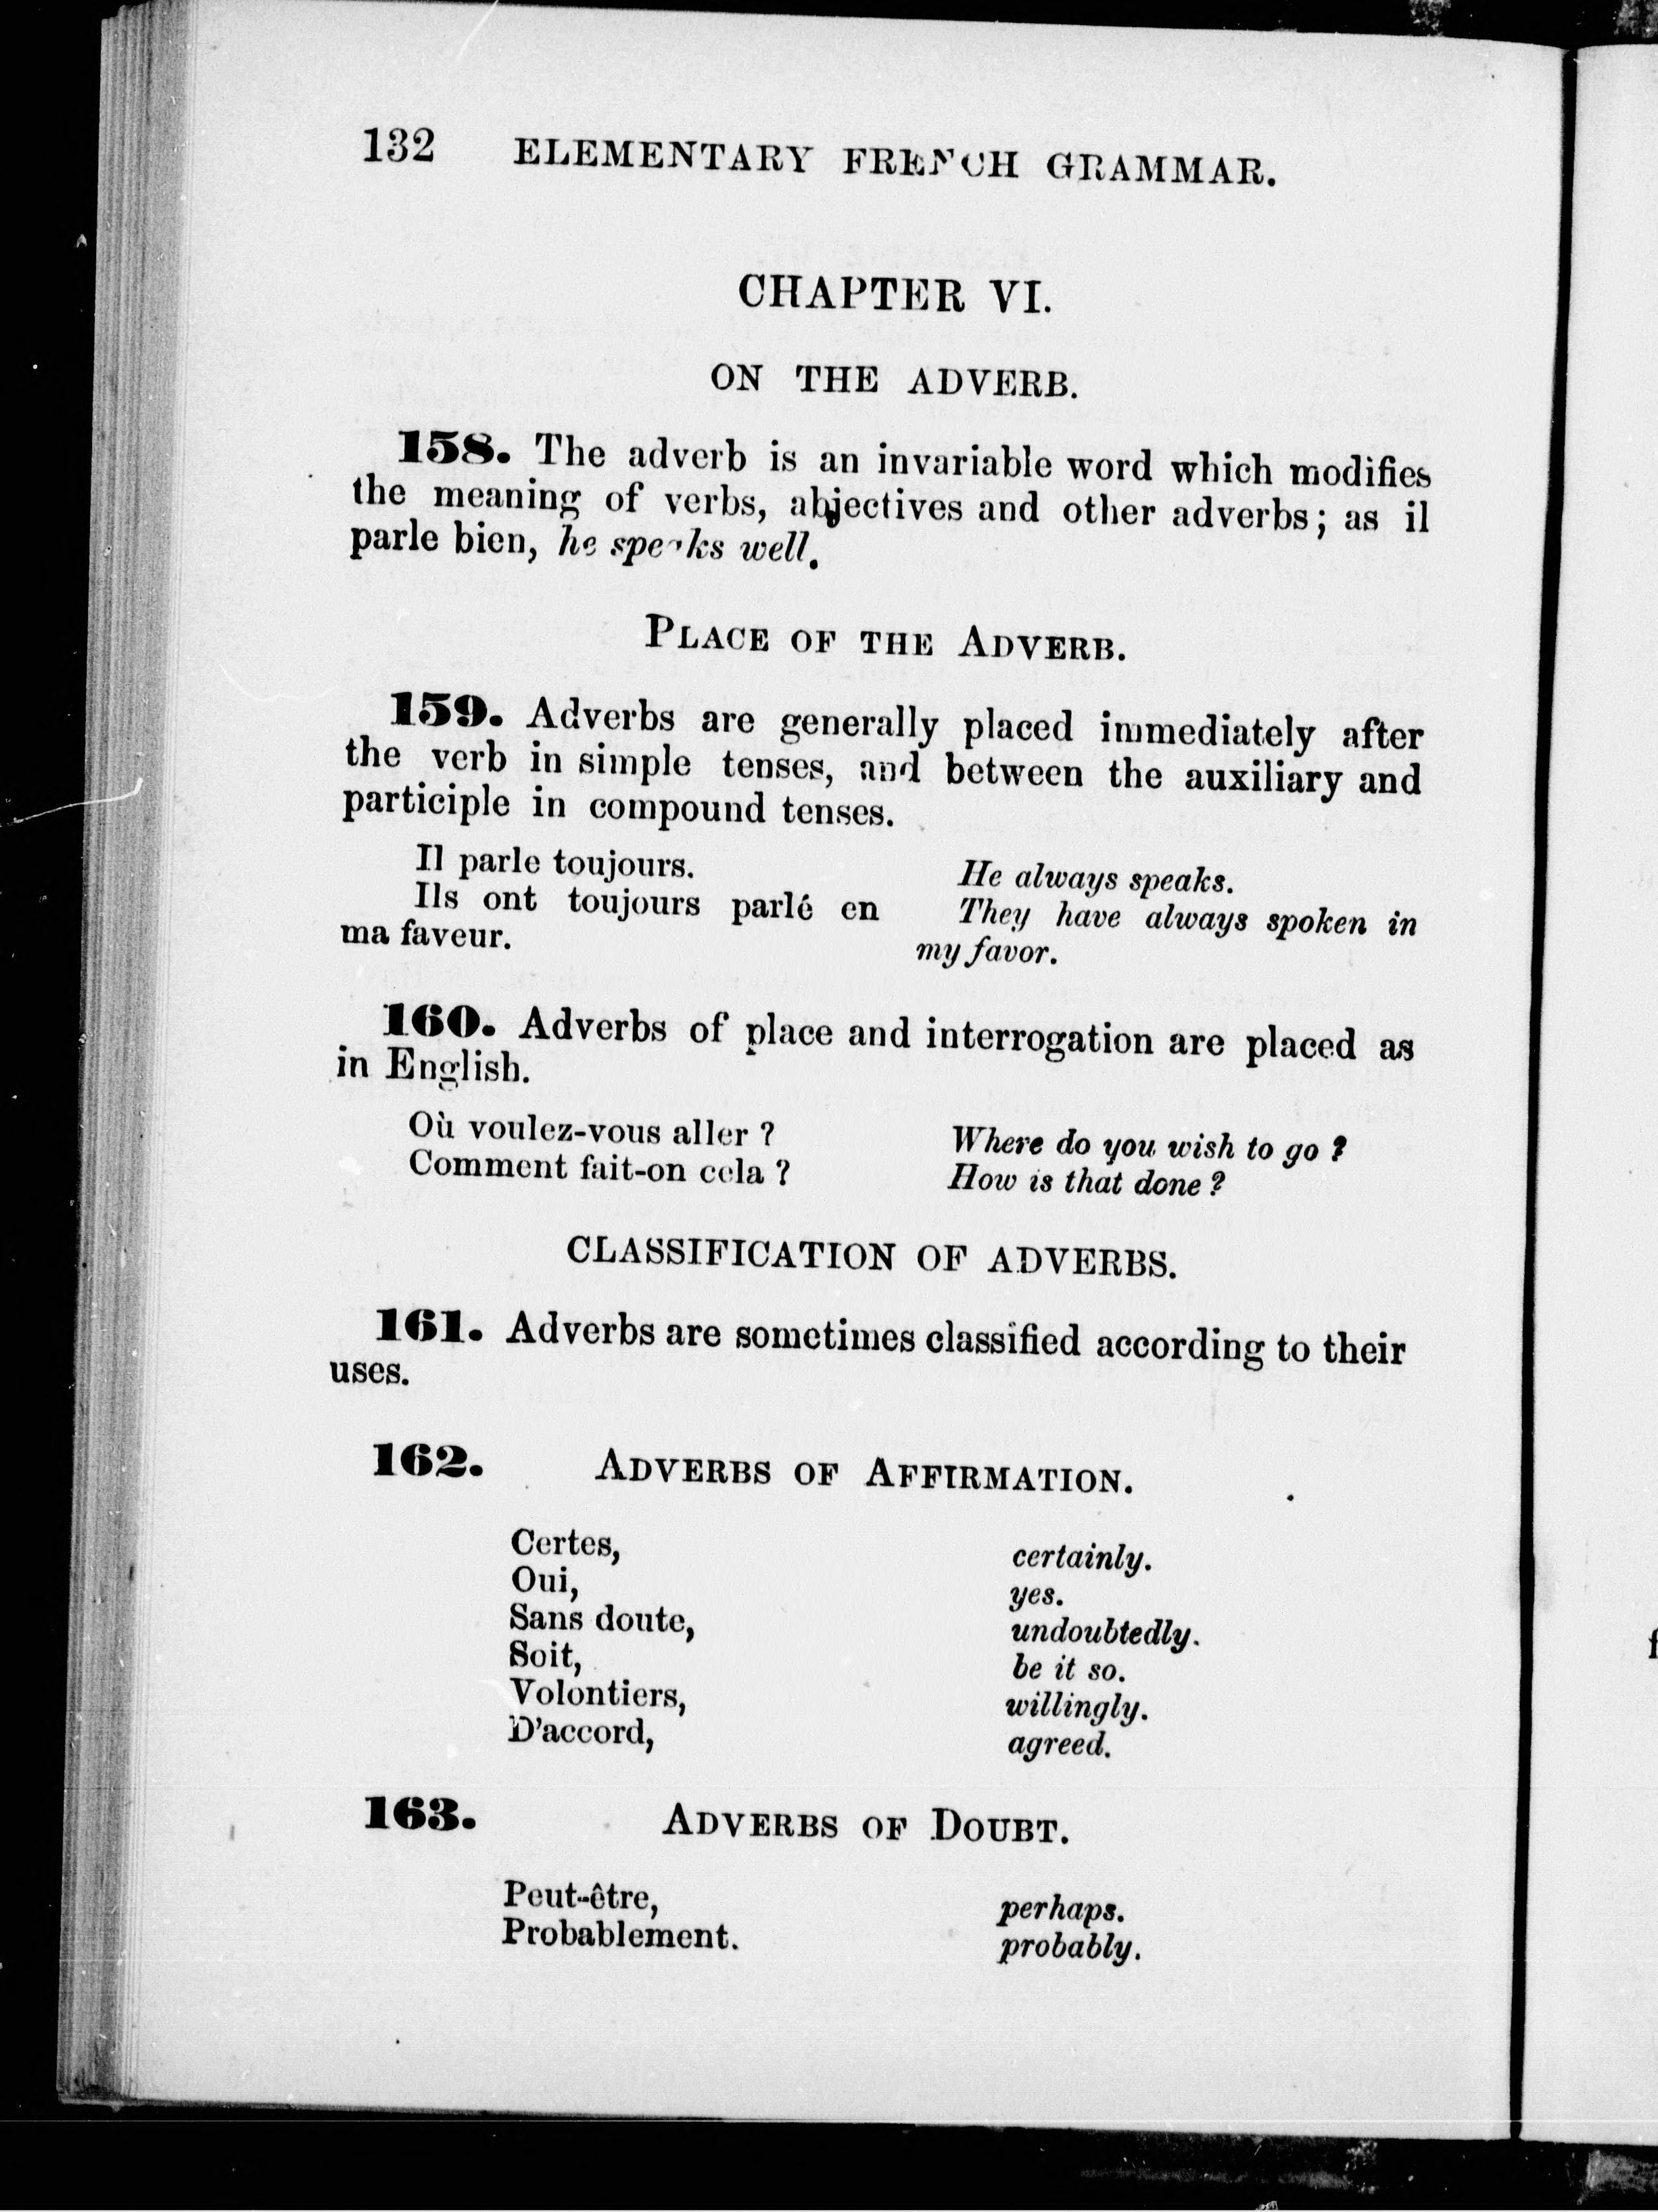 132 ELEMENTARY FRENCH GRAMMAR.
CHAPTER VI.
ON THE ADVERB.
158. The adverb is an invariable word which modifies
the meaning of verbs, abjectives and other adverbs; as il
parle bien, he speaks well.
PLACE OF THE ADVERB.
159. Adverbs are generally placed immediately after
the verb in simple tenses, and between the auxiliary and
participle in compound tenses.
Il parle toujours. He always speaks.
Ils ont toujours parlé en They have always spoken in
ma faveur. my favor.
160. Adverbs of place and interrogation are placed as
in English.
Où voulez-vous aller ? Where do you wish to go ?
Comment fait-on cela ? How is that done ?
CLASSIFICATION OF ADVERBS.
161. Adverbs are sometimes classified according to their
uses.
162. ADVERBS OF AFFIRMATION.
Certes, certainly.
Oui, yes.
Sans doute, undoubtedly.
Soit, be it so.
Volontiers, willingly.
D'accord, agreed.
163. ADVERBS OF DOUBT.
Peut-être, perhaps.
Probablement. probably.